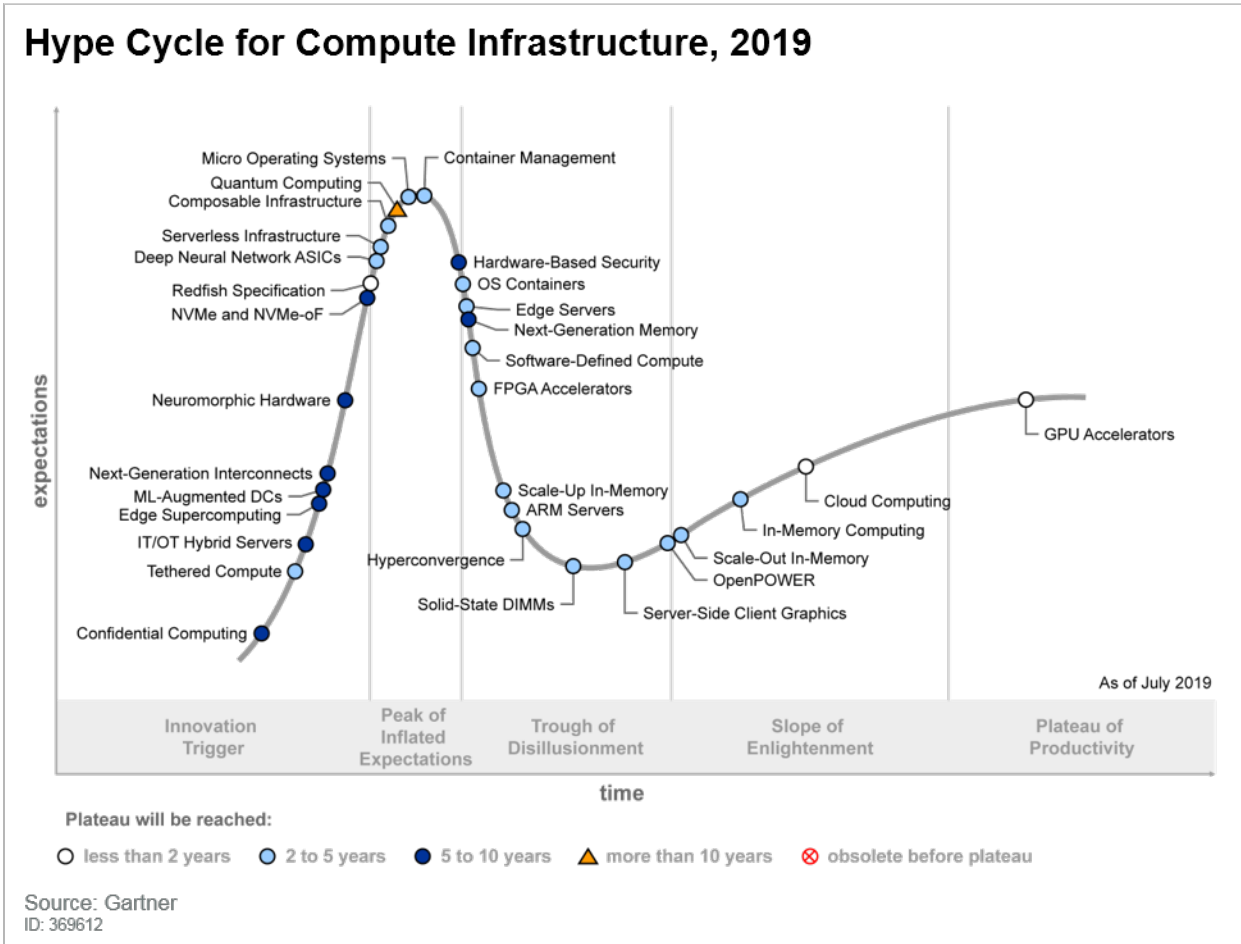 Hype Cycle for Compute Infrastructure, 2019
expectations
Micro Operating Systems
Container Management
Quantum Computing
Composable Infrastructure
Serverless Infrastructure
Deep Neural Network ASICs
Redfish Specification
NVMe and NVMe-oF
Hardware-Based Security
OS Containers
Edge Servers
Next-Generation Memory
Software-Defined Compute
FPGA Accelerators
Neuromorphic Hardware
Next-Generation Interconnects
ML-Augmented DCs
Edge Supercomputing
IT/OT Hybrid Servers
Tethered Compute
Confidential Computing
Scale-Up In-Memory
ARM Servers
Hyperconvergence
Solid-State DIMMs
Server-Side Client Graphics
OpenPOWER
Scale-Out In-Memory
In-Memory Computing
Cloud Computing
GPU Accelerators
As of July 2019
Innovation
Trigger
Peak of
Inflated
Expectations
Trough of
Disillusionment
Slope of
Enlightenment
Plateau of
Productivity
time
Plateau will be reached:
less than 2 years
2 to 5 years
5 to 10 years
more than 10 years
obsolete before plateau
Source: Gartner
ID: 369612